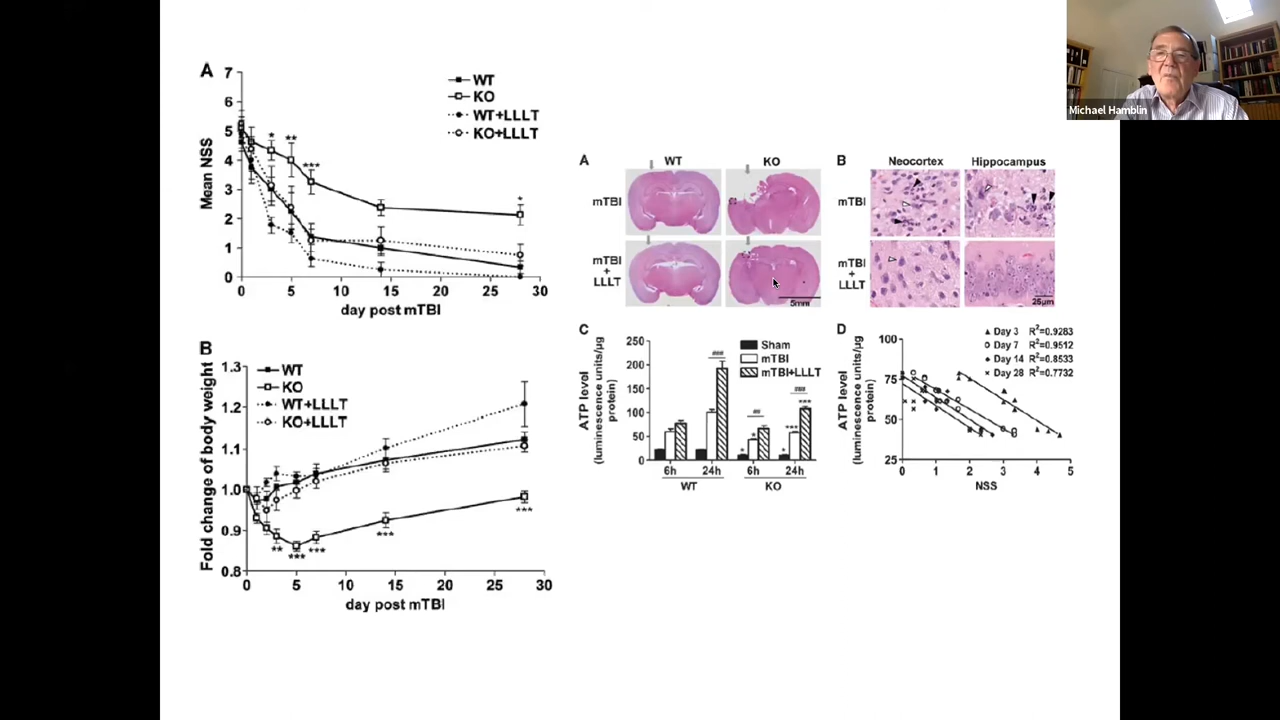 A
7
6
5
4
3
2
1
0
Mean NSS
WT
KO
WT+LLLT
KO+LLLT
*
**
***
*
0
5
10
15
20
25
30
day post mTBI
B
1.3
1.2
1.1
1.0
0.9
0.8
Fold change of body weight
WT
KO
WT+LLLT
KO+LLLT
**
***
***
***
***
0
5
10
15
20
25
30
day post mTBI
A
WT
KO
mTBI
mTBI
+
LLLT
5mm
B
Neocortex
Hippocampus
mTBI
mTBI
+
LLLT
25µm
C
ATP level
(luminescence units/µg
protein)
250
200
150
100
50
0
Sham
mTBI
mTBI+LLLT
###
##
###
*
*
*
***
***
6h
24h
6h
24h
WT
KO
D
ATP level
(luminescence units/µg
protein)
100
75
50
25
Day 3 R²=0.9283
Day 7 R²=0.9512
Day 14 R²=0.8533
Day 28 R²=0.7732
0
1
2
3
4
5
NSS
Michael Hamblin